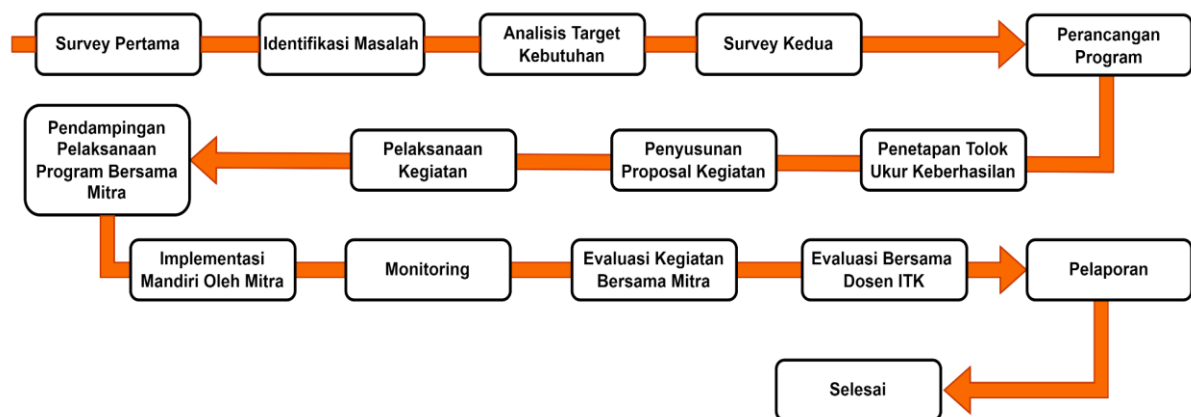 Survey Pertama
Identifikasi Masalah
Analisis Target
Kebutuhan
Survey Kedua
Perancangan
Program
Penetapan Tolok
Ukur Keberhasilan
Penyusunan
Proposal Kegiatan
Pelaksanaan
Kegiatan
Pendampingan
Pelaksanaan
Program Bersama
Mitra
Implementasi
Mandiri Oleh Mitra
Monitoring
Evaluasi Kegiatan
Bersama Mitra
Evaluasi Bersama
Dosen ITK
Pelaporan
Selesai